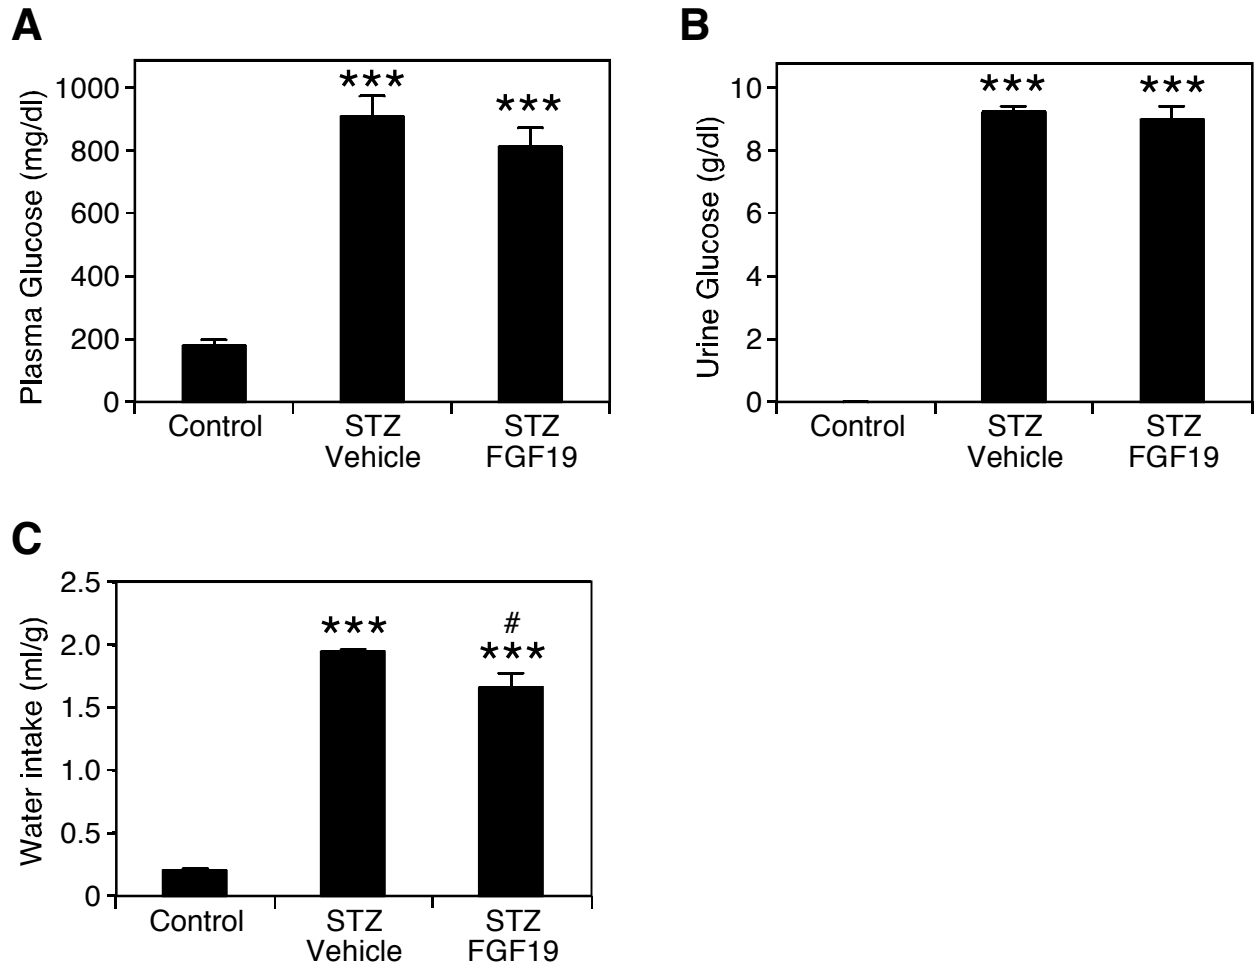 A
Plasma Glucose (mg/dl)
1000
800
600
400
200
0
***
***
Control
STZ
Vehicle
STZ
FGF19
B
Urine Glucose (g/dl)
10
8
6
4
2
0
***
***
Control
STZ
Vehicle
STZ
FGF19
C
Water intake (ml/g)
2.5
2.0
1.5
1.0
0.5
0
***
#
***
Control
STZ
Vehicle
STZ
FGF19